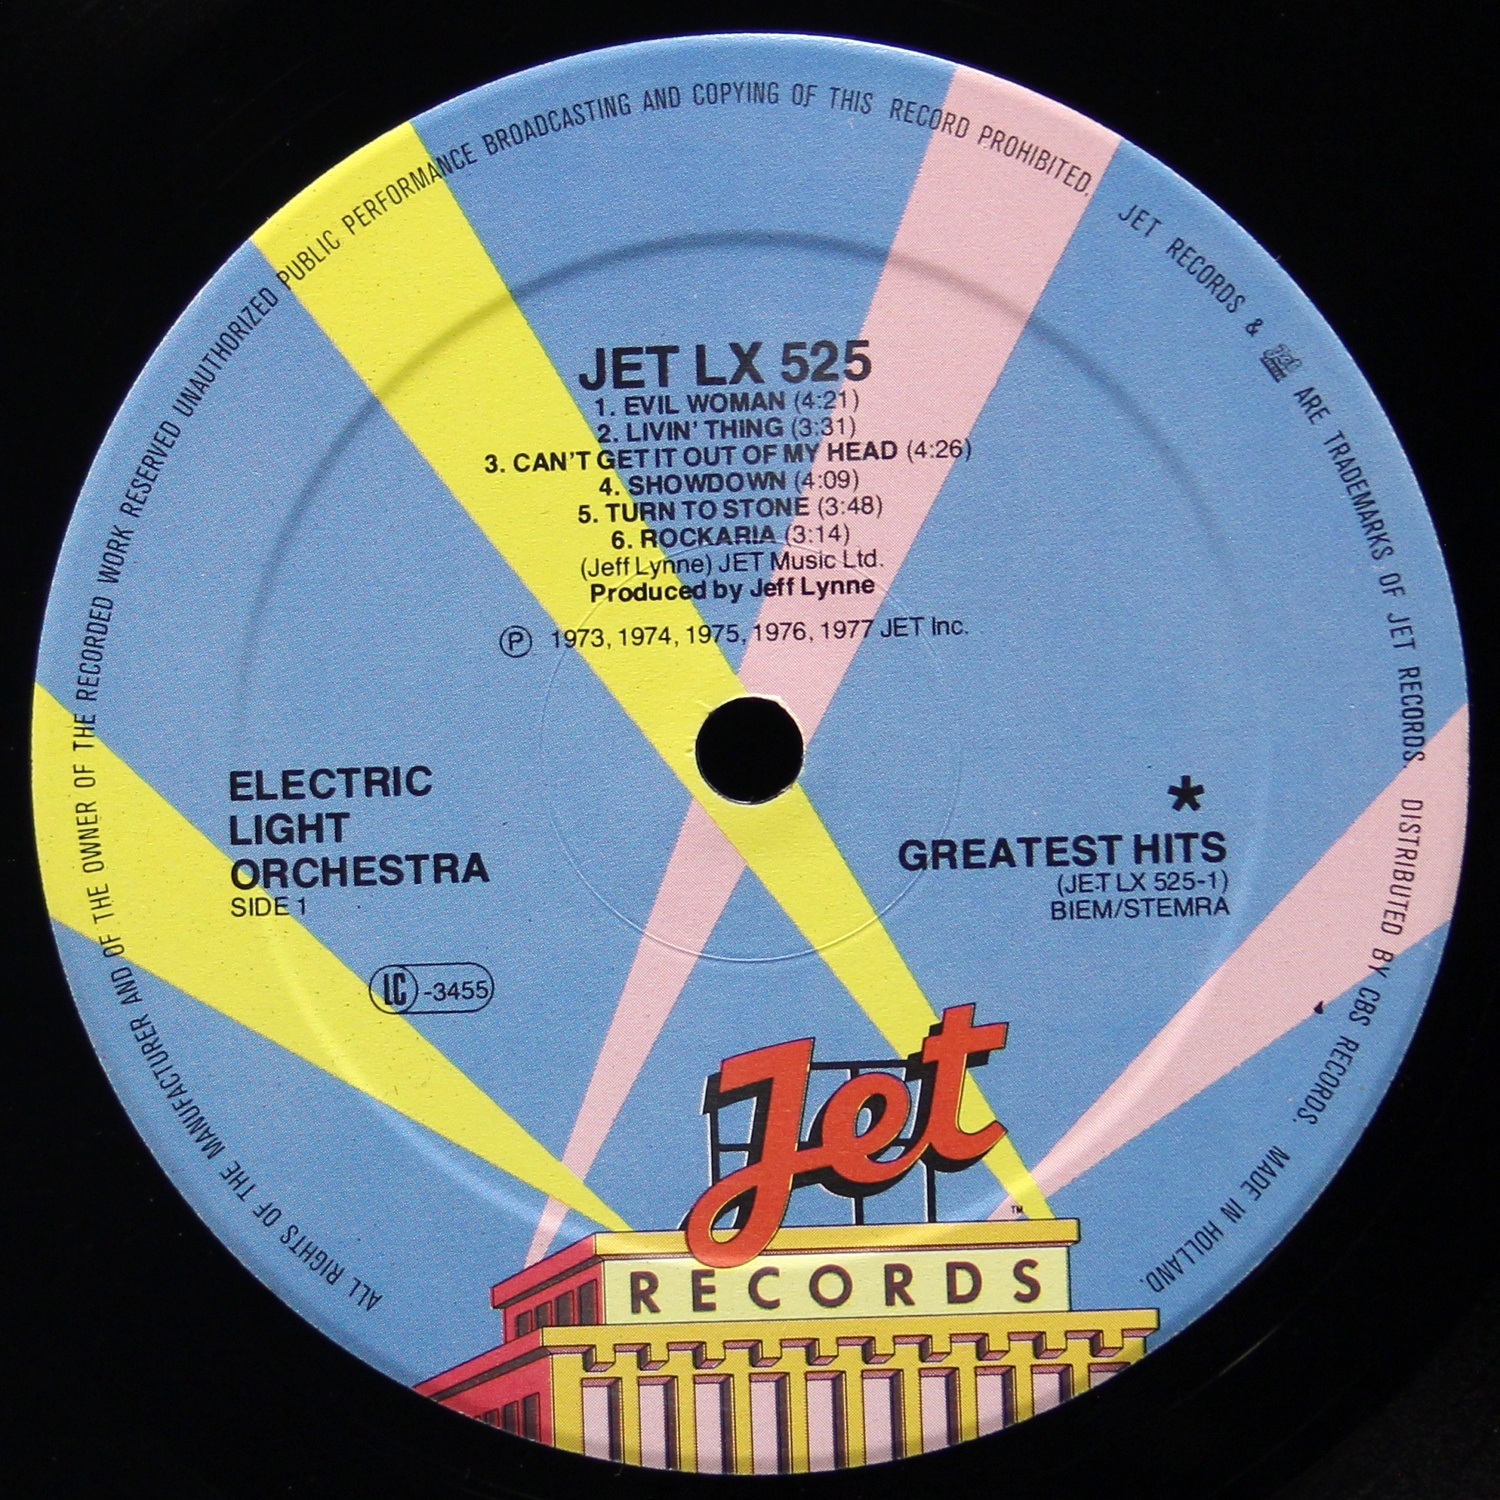 ALL RIGHTS OF THE MANUFACTURER AND OF THE OWNER OF THE RECORDED WORK RESERVED UNAUTHORIZED PUBLIC PERFORMANCE BROADCASTING AND COPYING OF THIS RECORD PROHIBITED. JET RECORDS & Jet ARE TRADEMARKS OF JET RECORDS. DISTRIBUTED BY CBS RECORDS. MADE IN HOLLAND.
JET LX 525
1. EVIL WOMAN (4:21)
2. LIVIN' THING (3:31)
3. CAN'T GET IT OUT OF MY HEAD (4:26)
4. SHOWDOWN (4:09)
5. TURN TO STONE (3:48)
6. ROCKARIA (3:14)
(Jeff Lynne) JET Music Ltd.
Produced by Jeff Lynne
℗ 1973, 1974, 1975, 1976, 1977 JET Inc.
ELECTRIC
LIGHT
ORCHESTRA
SIDE 1
*
GREATEST HITS
(JET LX 525-1)
BIEM/STEMRA
LC -3455
Jet
TM
RECORDS